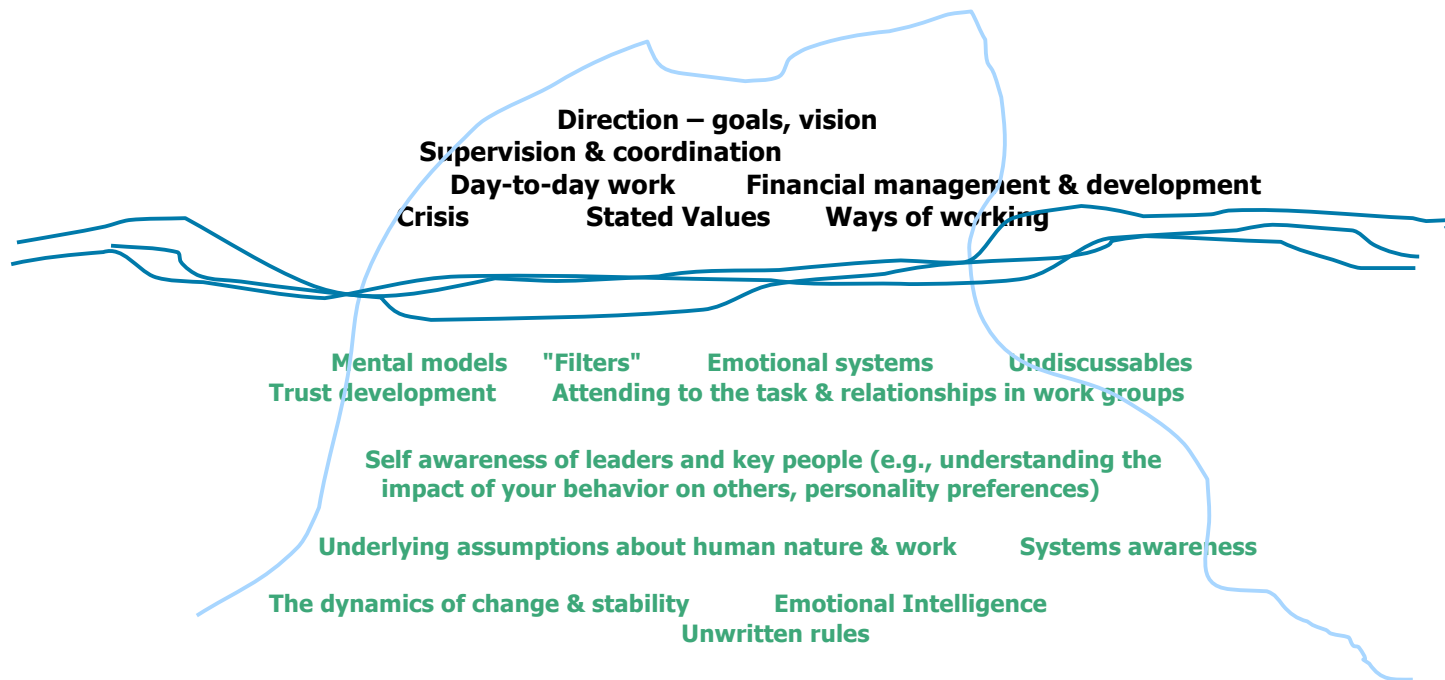 Direction – goals, vision
Supervision & coordination
Day-to-day work Financial management & development
Crisis Stated Values Ways of working
Mental models "Filters" Emotional systems Undiscussables
Trust development Attending to the task & relationships in work groups
Self awareness of leaders and key people (e.g., understanding the
impact of your behavior on others, personality preferences)
Underlying assumptions about human nature & work Systems awareness
The dynamics of change & stability Emotional Intelligence
Unwritten rules